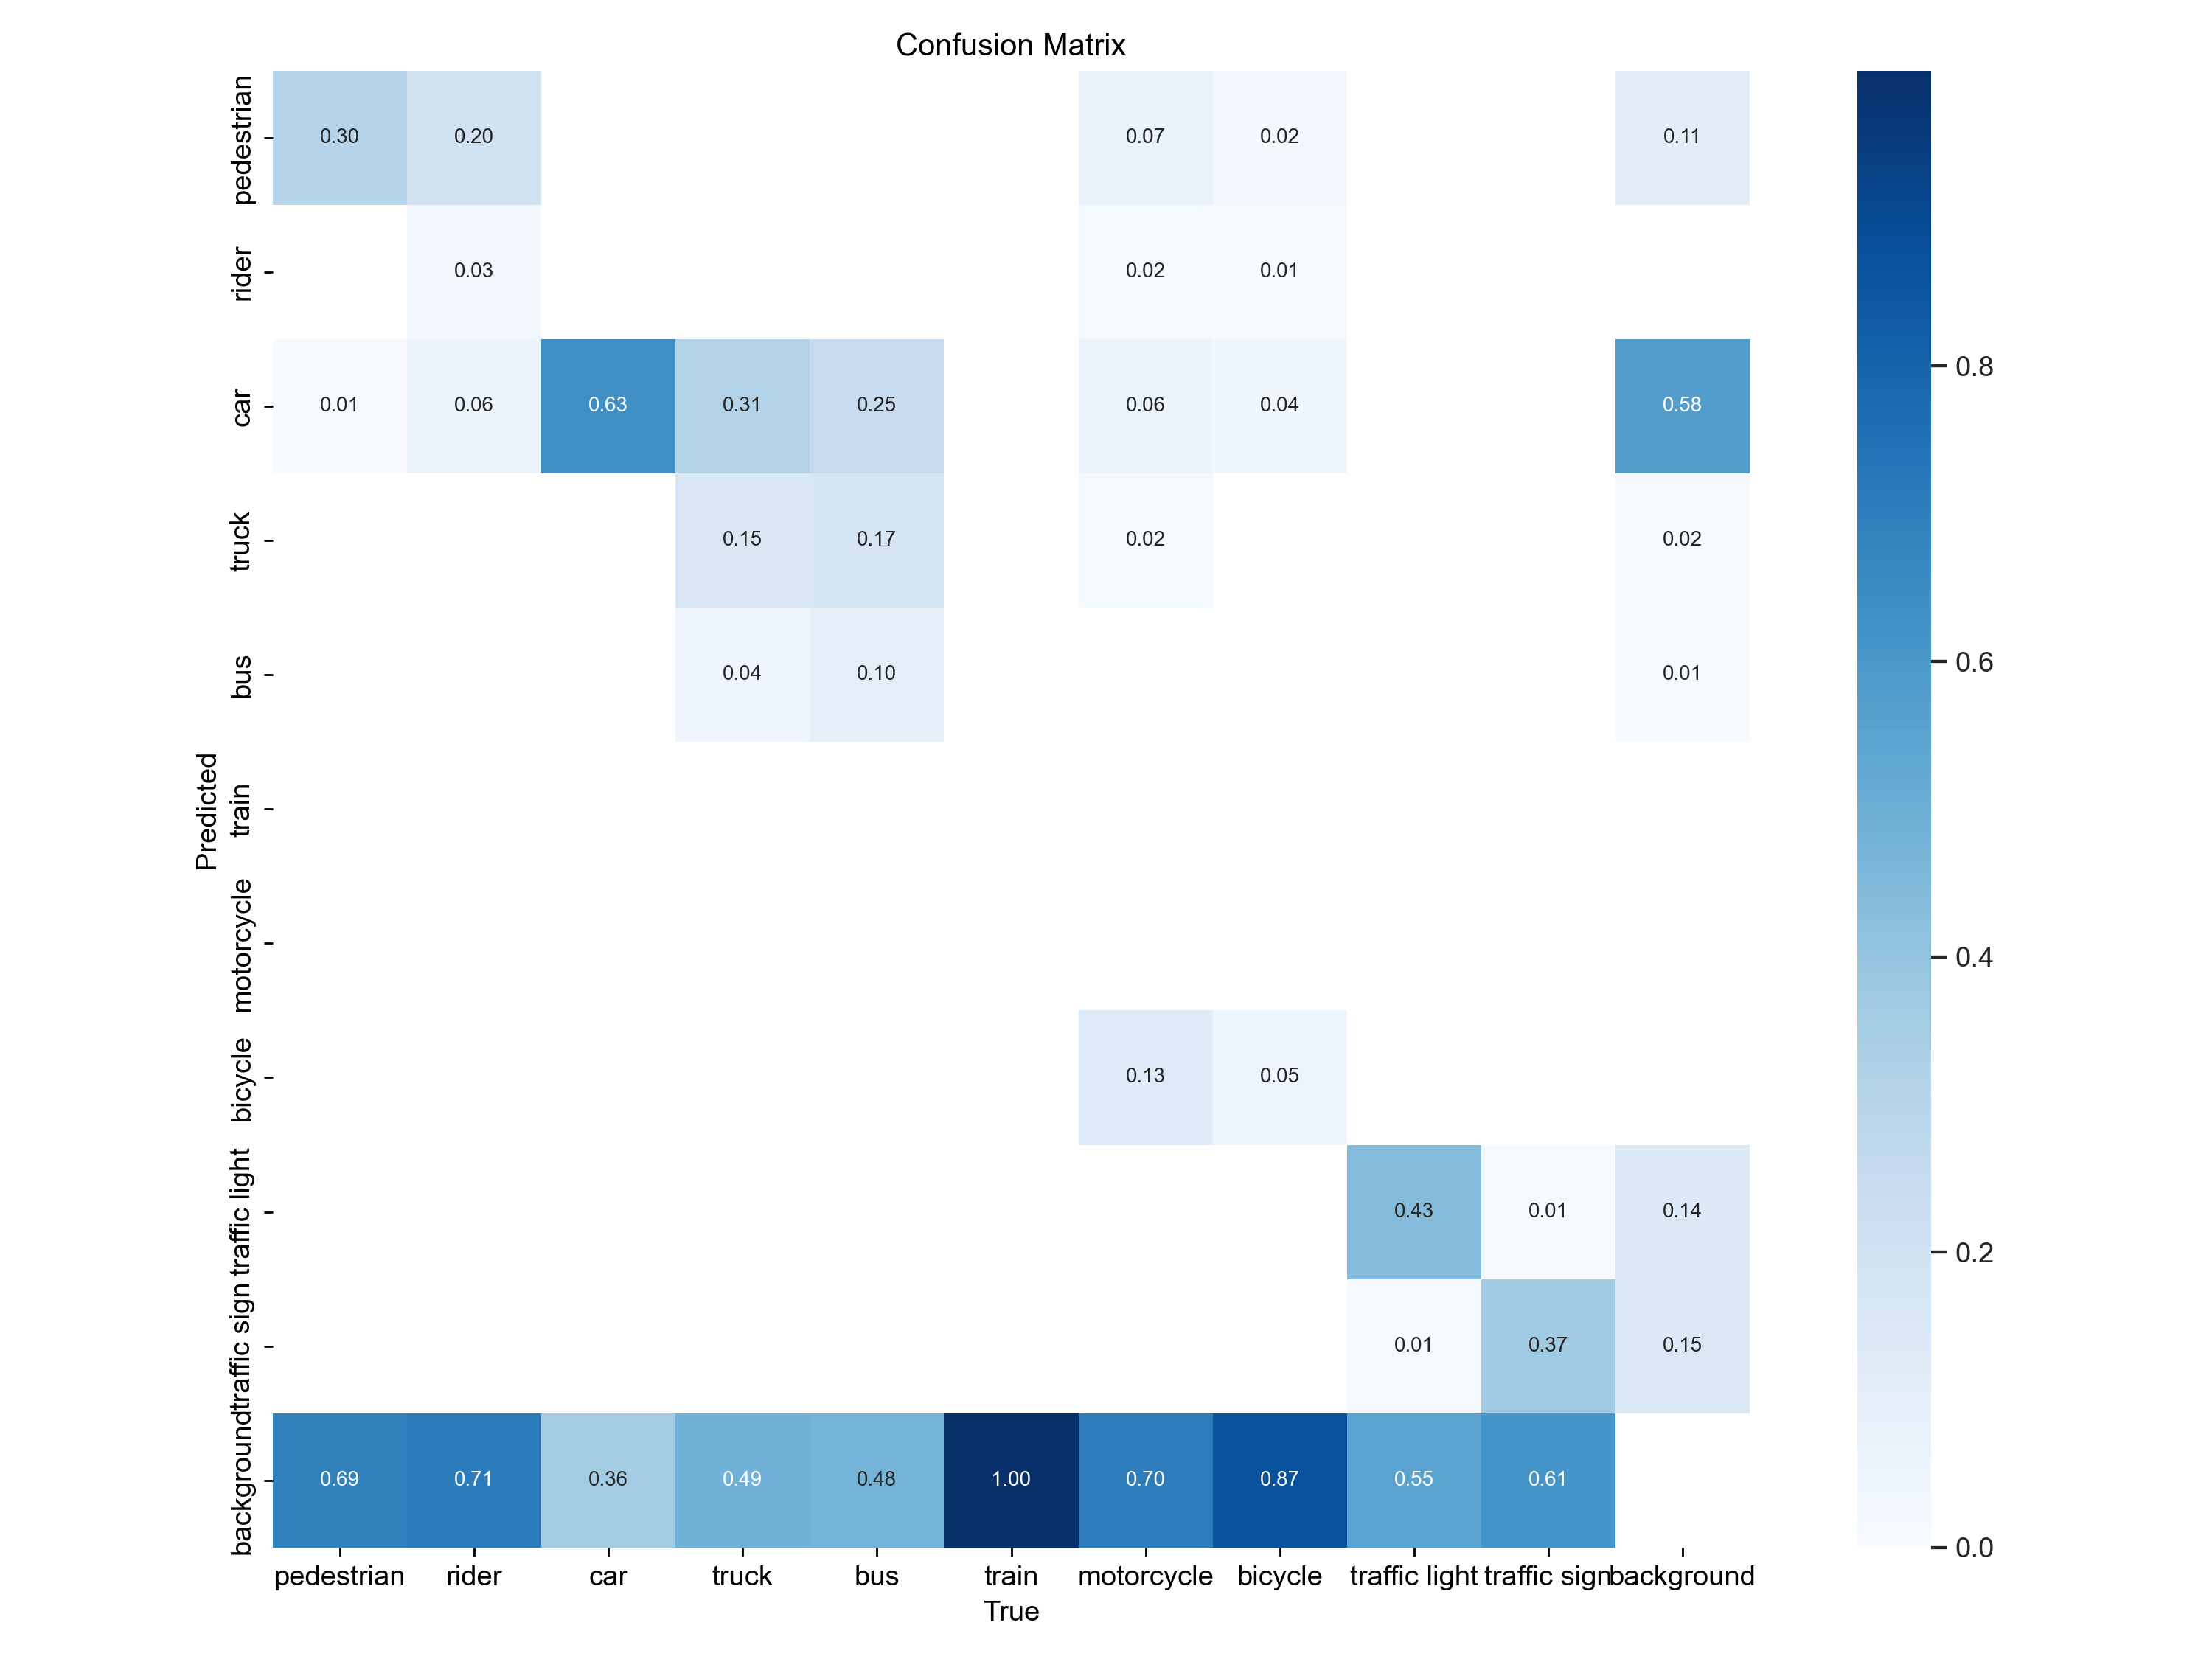 Confusion Matrix
pedestrian 0.30 0.20 0.07 0.02 0.11
rider 0.03 0.02 0.01
car 0.01 0.06 0.63 0.31 0.25 0.06 0.04 0.58
truck 0.15 0.17 0.02 0.02
bus 0.04 0.10 0.01
train
motorcycle
bicycle 0.13 0.05
traffic light 0.43 0.01 0.14
traffic sign 0.01 0.37 0.15
background 0.69 0.71 0.36 0.49 0.48 1.00 0.70 0.87 0.55 0.61
Predicted
pedestrian rider car truck bus train motorcycle bicycle traffic light traffic sign background
True
0.8
0.6
0.4
0.2
0.0